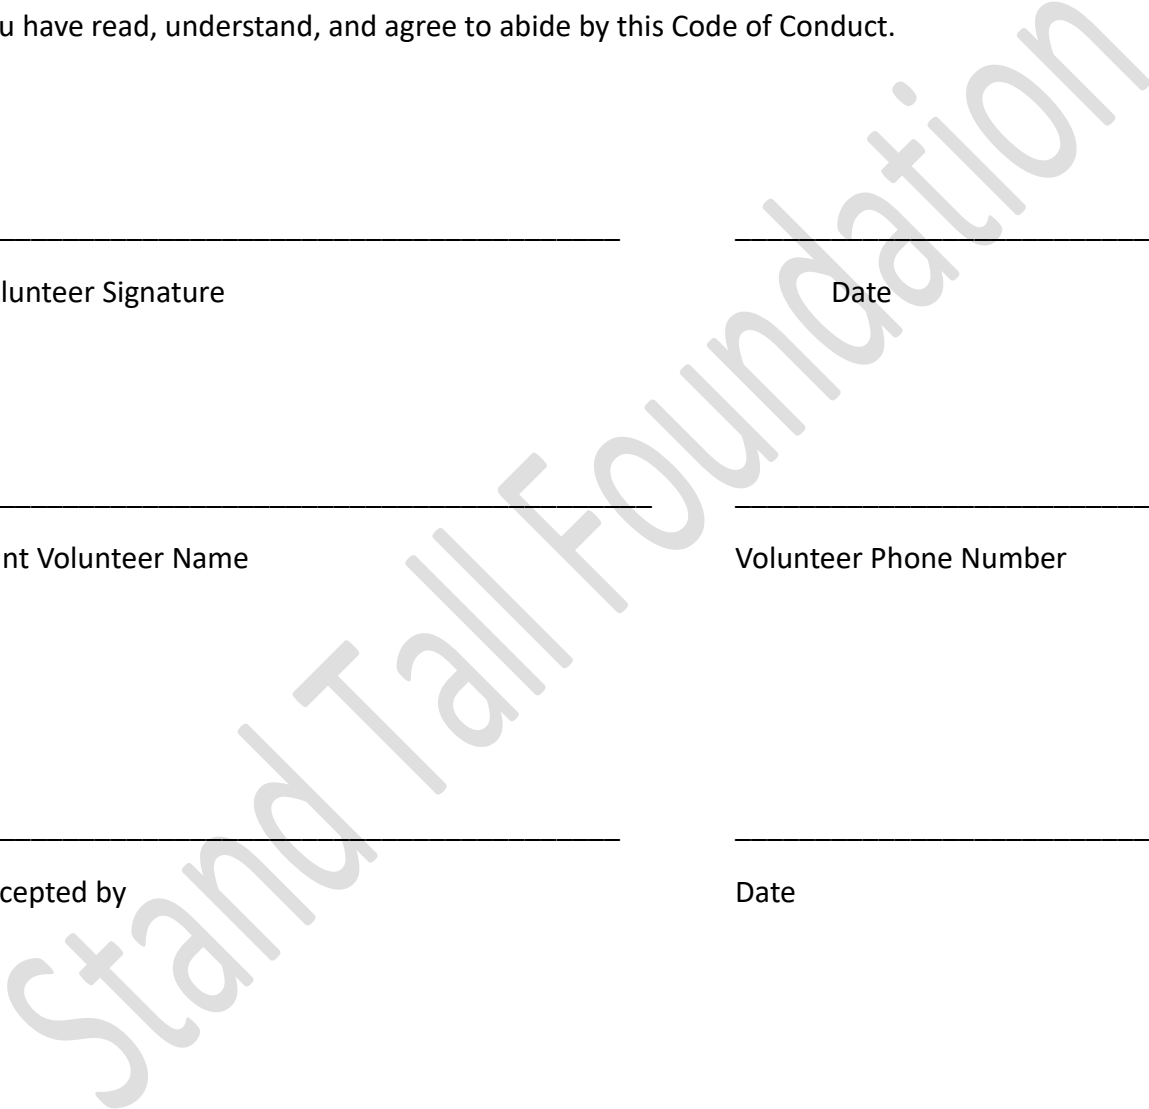 u have read, understand, and agree to abide by this Code of Conduct.
lunteer Signature Date
nt Volunteer Name Volunteer Phone Number
cepted by Date
Stand Tall Foundation